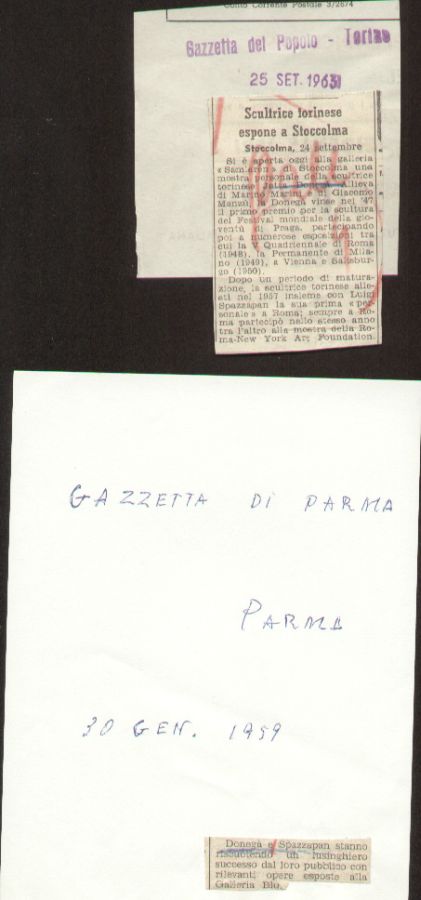 Conto Corrente Postale 3/2674
Gazzetta del Popolo - Torino
25 SET. 1963
Scultrice torinese
espone a Stoccolma
Stoccolma, 24 settembre
Si è aperta oggi alla galleria
Stoccolma una
mostra personale della scultrice
torinese Donegà. Allieva
di Marino Marini, di Giacomo
Manzù, Donegà vinse nel '47
il primo premio per la scultura
del Festival mondiale della gio-
ventù di Praga, partecipando
poi a numerose esposizioni tra
cui la V Quadriennale di Roma
(1948), la Permanente di Mila-
no (1949), a Vienna e Salisbur-
go (1950).
Dopo un periodo di matura-
zione, la scultrice torinese alle-
stì nel 1957 insieme con Luigi
Spazzapan la sua prima « per-
sonale » a Roma; sempre a Ro-
ma partecipò nello stesso anno
tra l'altro alla mostra della Ro-
ma-New York Art Foundation.
GAZZETTA DI PARMA
PARMA
30 GEN. 1959
Donegà e Spazzapan stanno
riscuotendo un lusinghiero
successo dal loro pubblico con
rilevanti opere esposte alla
Galleria Blu.